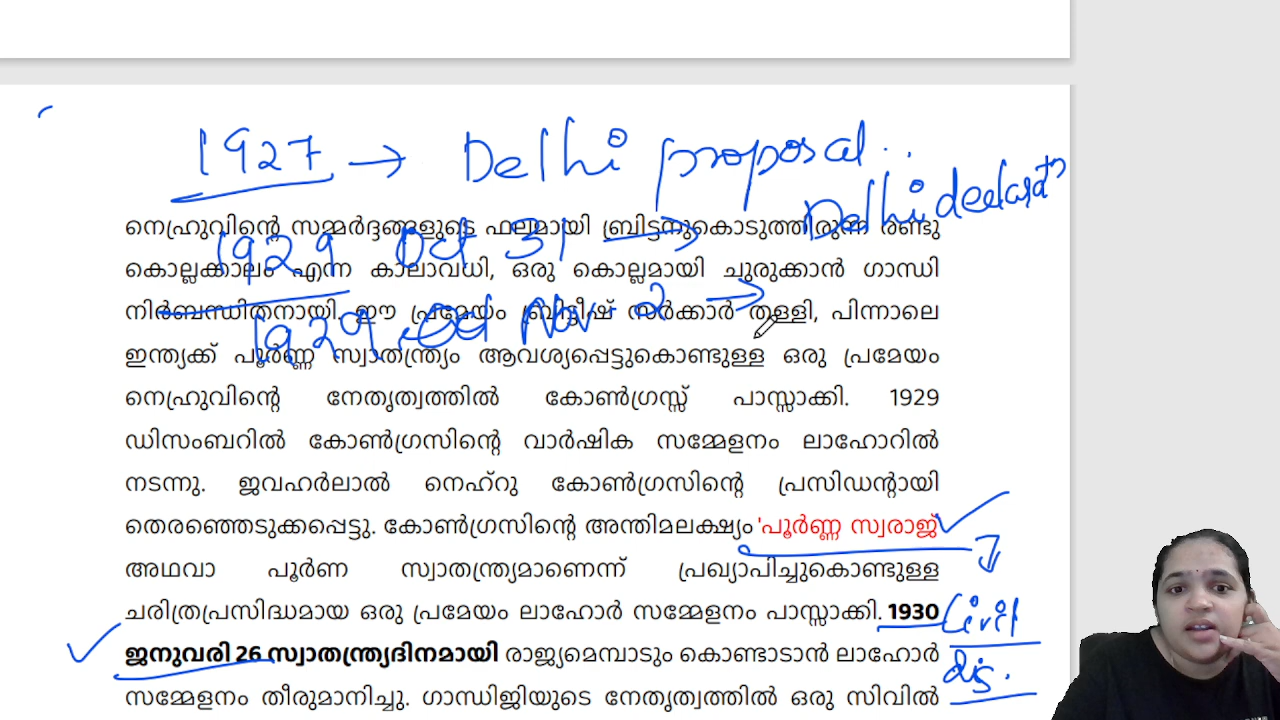 1927 → Delhi proposal..
Delhi declaratn
നെഹ്രുവിന്റെ സമ്മർദ്ദങ്ങളുടെ ഫലമായി ബ്രിട്ടനുകൊടുത്തിരുന്ന രണ്ടു
1929 Oct 31 →
കൊല്ലക്കാലം എന്ന കാലാവധി, ഒരു കൊല്ലമായി ചുരുക്കാൻ ഗാന്ധി
നിർബന്ധിതനായി. ഈ പ്രമേയം ബ്രിട്ടീഷ് സർക്കാർ തള്ളി, പിന്നാലെ
1929 Oct Nov - 2 →
ഇന്ത്യക്ക് പൂർണ്ണ സ്വാതന്ത്ര്യം ആവശ്യപ്പെട്ടുകൊണ്ടുള്ള ഒരു പ്രമേയം
നെഹ്രുവിന്റെ നേതൃത്വത്തിൽ കോൺഗ്രസ്സ് പാസ്സാക്കി. 1929
ഡിസംബറിൽ കോൺഗ്രസിന്റെ വാർഷിക സമ്മേളനം ലാഹോറിൽ
നടന്നു. ജവഹർലാൽ നെഹ്റു കോൺഗ്രസിന്റെ പ്രസിഡന്റായി
തെരഞ്ഞെടുക്കപ്പെട്ടു. കോൺഗ്രസിന്റെ അന്തിമലക്ഷ്യം 'പൂർണ്ണ സ്വരാജ്'
അഥവാ പൂർണ സ്വാതന്ത്ര്യമാണെന്ന് പ്രഖ്യാപിച്ചുകൊണ്ടുള്ള
ചരിത്രപ്രസിദ്ധമായ ഒരു പ്രമേയം ലാഹോർ സമ്മേളനം പാസ്സാക്കി. 1930
Civil
ജനുവരി 26 സ്വാതന്ത്ര്യദിനമായി രാജ്യമെമ്പാടും കൊണ്ടാടാൻ ലാഹോർ
dis.
സമ്മേളനം തീരുമാനിച്ചു. ഗാന്ധിജിയുടെ നേതൃത്വത്തിൽ ഒരു സിവിൽ